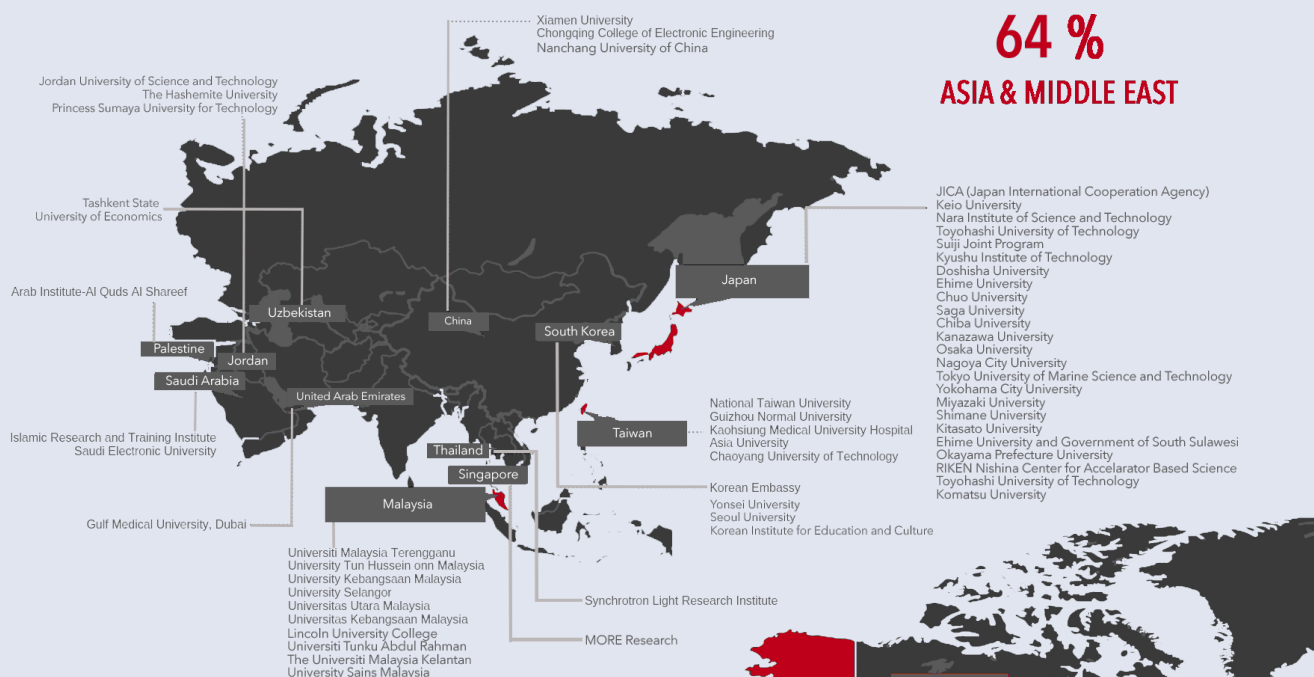 Xiamen University
Chongqing College of Electronic Engineering
Nanchang University of China
64 %
ASIA & MIDDLE EAST
Jordan University of Science and Technology
The Hashemite University
Princess Sumaya University for Technology
Tashkent State
University of Economics
Arab Institute-Al Quds Al Shareef
Uzbekistan
China
South Korea
Japan
Palestine
Jordan
Saudi Arabia
United Arab Emirates
Taiwan
Thailand
Singapore
Malaysia
Islamic Research and Training Institute
Saudi Electronic University
Gulf Medical University, Dubai
JICA (Japan International Cooperation Agency)
Keio University
Nara Institute of Science and Technology
Toyohashi University of Technology
Suiji Joint Program
Kyushu Institute of Technology
Doshisha University
Ehime University
Chuo University
Saga University
Chiba University
Kanazawa University
Osaka University
Nagoya City University
Tokyo University of Marine Science and Technology
Yokohama City University
Miyazaki University
Shimane University
Kitasato University
Ehime University and Government of South Sulawesi
Okayama Prefecture University
RIKEN Nishina Center for Accelarator Based Science
Toyohashi University of Technology
Komatsu University
National Taiwan University
Guizhou Normal University
Kaohsiung Medical University Hospital
Asia University
Chaoyang University of Technology
Korean Embassy
Yonsei University
Seoul University
Korean Institute for Education and Culture
Universiti Malaysia Terengganu
University Tun Hussein onn Malaysia
University Kebangsaan Malaysia
University Selangor
Universitas Utara Malaysia
Universitas Kebangsaan Malaysia
Lincoln University College
Universiti Tunku Abdul Rahman
The Universiti Malaysia Kelantan
University Sains Malaysia
Synchrotron Light Research Institute
MORE Research